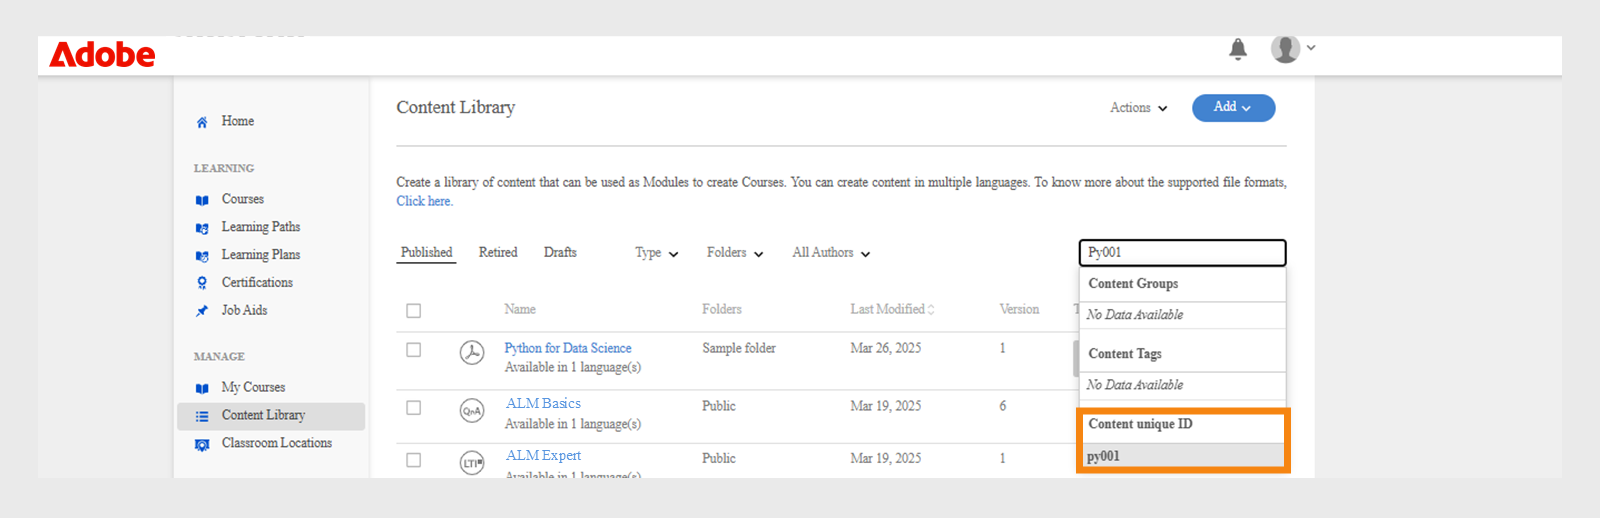 Adobe
Home
LEARNING
Courses
Learning Paths
Learning Plans
Certifications
Job Aids
MANAGE
My Courses
Content Library
Classroom Locations
Content Library
Actions
Add
Create a library of content that can be used as Modules to create Courses. You can create content in multiple languages. To know more about the supported file formats,
Click here.
Published Retired Drafts Type Folders All Authors
Py001
Content Groups
No Data Available
Content Tags
No Data Available
Content unique ID
py001
Name Folders Last Modified Version
Python for Data Science Sample folder Mar 26, 2025 1
Available in 1 language(s)
QnA ALM Basics Public Mar 19, 2025 6
Available in 1 language(s)
LTI ALM Expert Public Mar 19, 2025 1
Available in 1 language(s)